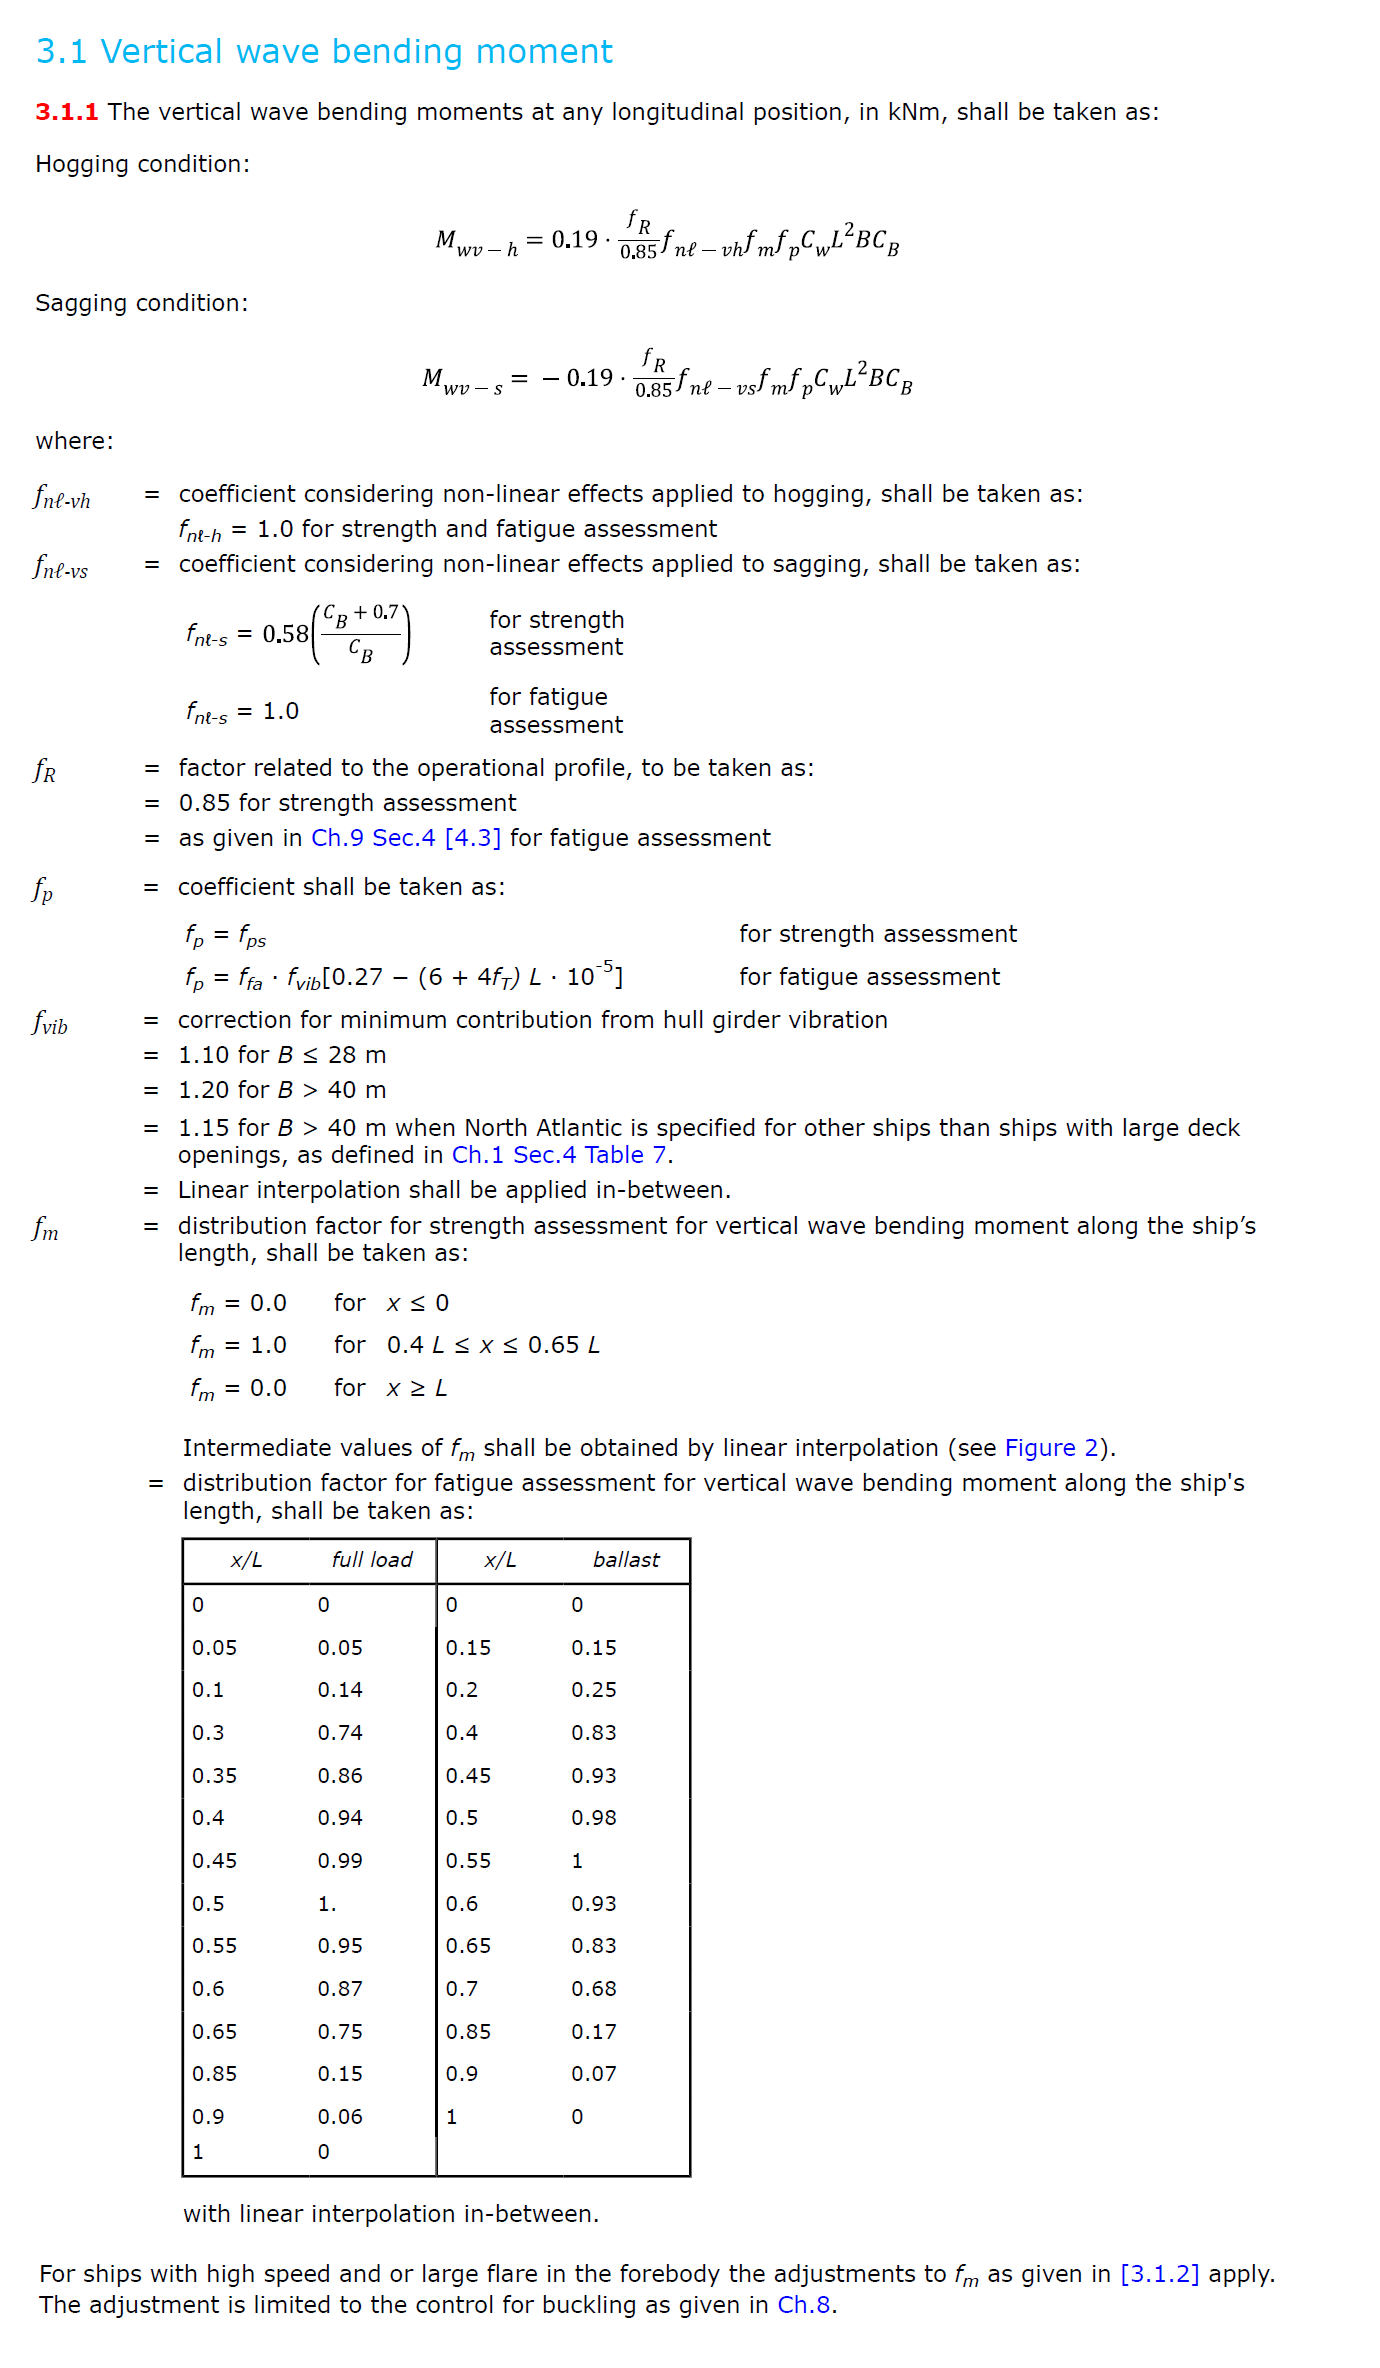 3.1 Vertical wave bending moment
3.1.1 The vertical wave bending moments at any longitudinal position, in kNm, shall be taken as:
Hogging condition:
M_{wv-h} = 0.19 · \frac{f_R}{0.85} f_{nℓ-vh} f_m f_p C_w L^2 B C_B
Sagging condition:
M_{wv-s} = − 0.19 · \frac{f_R}{0.85} f_{nℓ-vs} f_m f_p C_w L^2 B C_B
where:
f_{nℓ-vh} = coefficient considering non-linear effects applied to hogging, shall be taken as:
f_{nℓ-h} = 1.0 for strength and fatigue assessment
f_{nℓ-vs} = coefficient considering non-linear effects applied to sagging, shall be taken as:
f_{nℓ-s} = 0.58 (\frac{C_B + 0.7}{C_B}) for strength
assessment
f_{nℓ-s} = 1.0 for fatigue
assessment
f_R = factor related to the operational profile, to be taken as:
= 0.85 for strength assessment
= as given in Ch.9 Sec.4 [4.3] for fatigue assessment
f_p = coefficient shall be taken as:
f_p = f_{ps} for strength assessment
f_p = f_{fa} · f_{vib}[0.27 − (6 + 4f_T) L · 10^{-5}] for fatigue assessment
f_{vib} = correction for minimum contribution from hull girder vibration
= 1.10 for B ≤ 28 m
= 1.20 for B > 40 m
= 1.15 for B > 40 m when North Atlantic is specified for other ships than ships with large deck
openings, as defined in Ch.1 Sec.4 Table 7.
= Linear interpolation shall be applied in-between.
f_m = distribution factor for strength assessment for vertical wave bending moment along the ship’s
length, shall be taken as:
f_m = 0.0 for x ≤ 0
f_m = 1.0 for 0.4 L ≤ x ≤ 0.65 L
f_m = 0.0 for x ≥ L
Intermediate values of f_m shall be obtained by linear interpolation (see Figure 2).
= distribution factor for fatigue assessment for vertical wave bending moment along the ship's
length, shall be taken as:
x/L full load x/L ballast
0 0 0 0
0.05 0.05 0.15 0.15
0.1 0.14 0.2 0.25
0.3 0.74 0.4 0.83
0.35 0.86 0.45 0.93
0.4 0.94 0.5 0.98
0.45 0.99 0.55 1
0.5 1. 0.6 0.93
0.55 0.95 0.65 0.83
0.6 0.87 0.7 0.68
0.65 0.75 0.85 0.17
0.85 0.15 0.9 0.07
0.9 0.06 1 0
1 0
with linear interpolation in-between.
For ships with high speed and or large flare in the forebody the adjustments to f_m as given in [3.1.2] apply.
The adjustment is limited to the control for buckling as given in Ch.8.